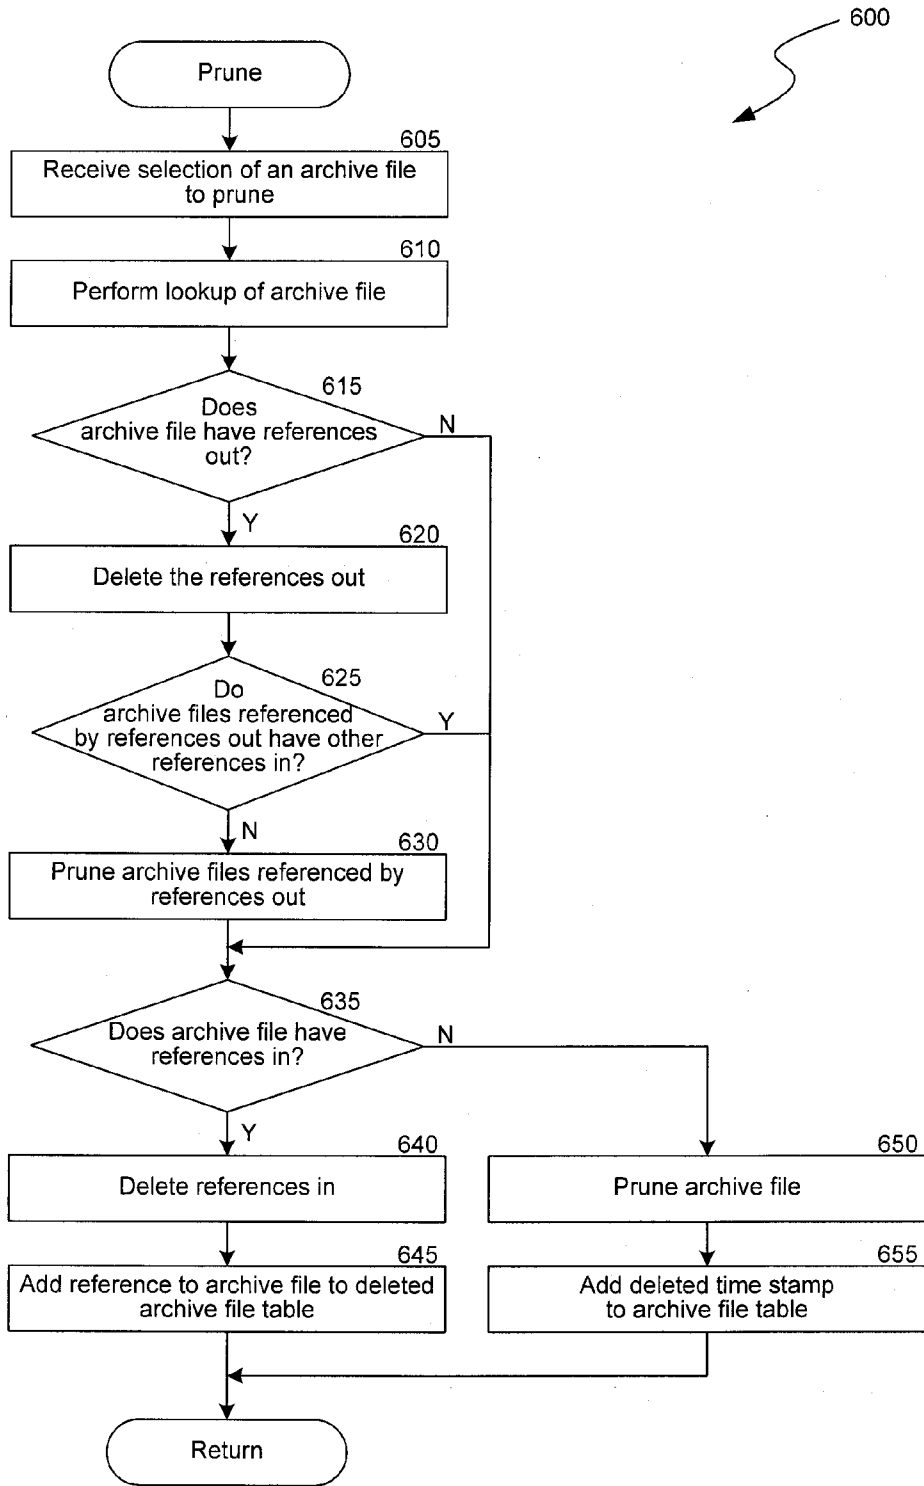 600
Prune
605
Receive selection of an archive file
to prune
610
Perform lookup of archive file
615
Does
archive file have references
out?
N
Y
620
Delete the references out
625
Do
archive files referenced
by references out have other
references in?
Y
N
630
Prune archive files referenced by
references out
635
Does archive file have
references in?
N
Y
640
Delete references in
650
Prune archive file
645
Add reference to archive file to deleted
archive file table
655
Add deleted time stamp
to archive file table
Return